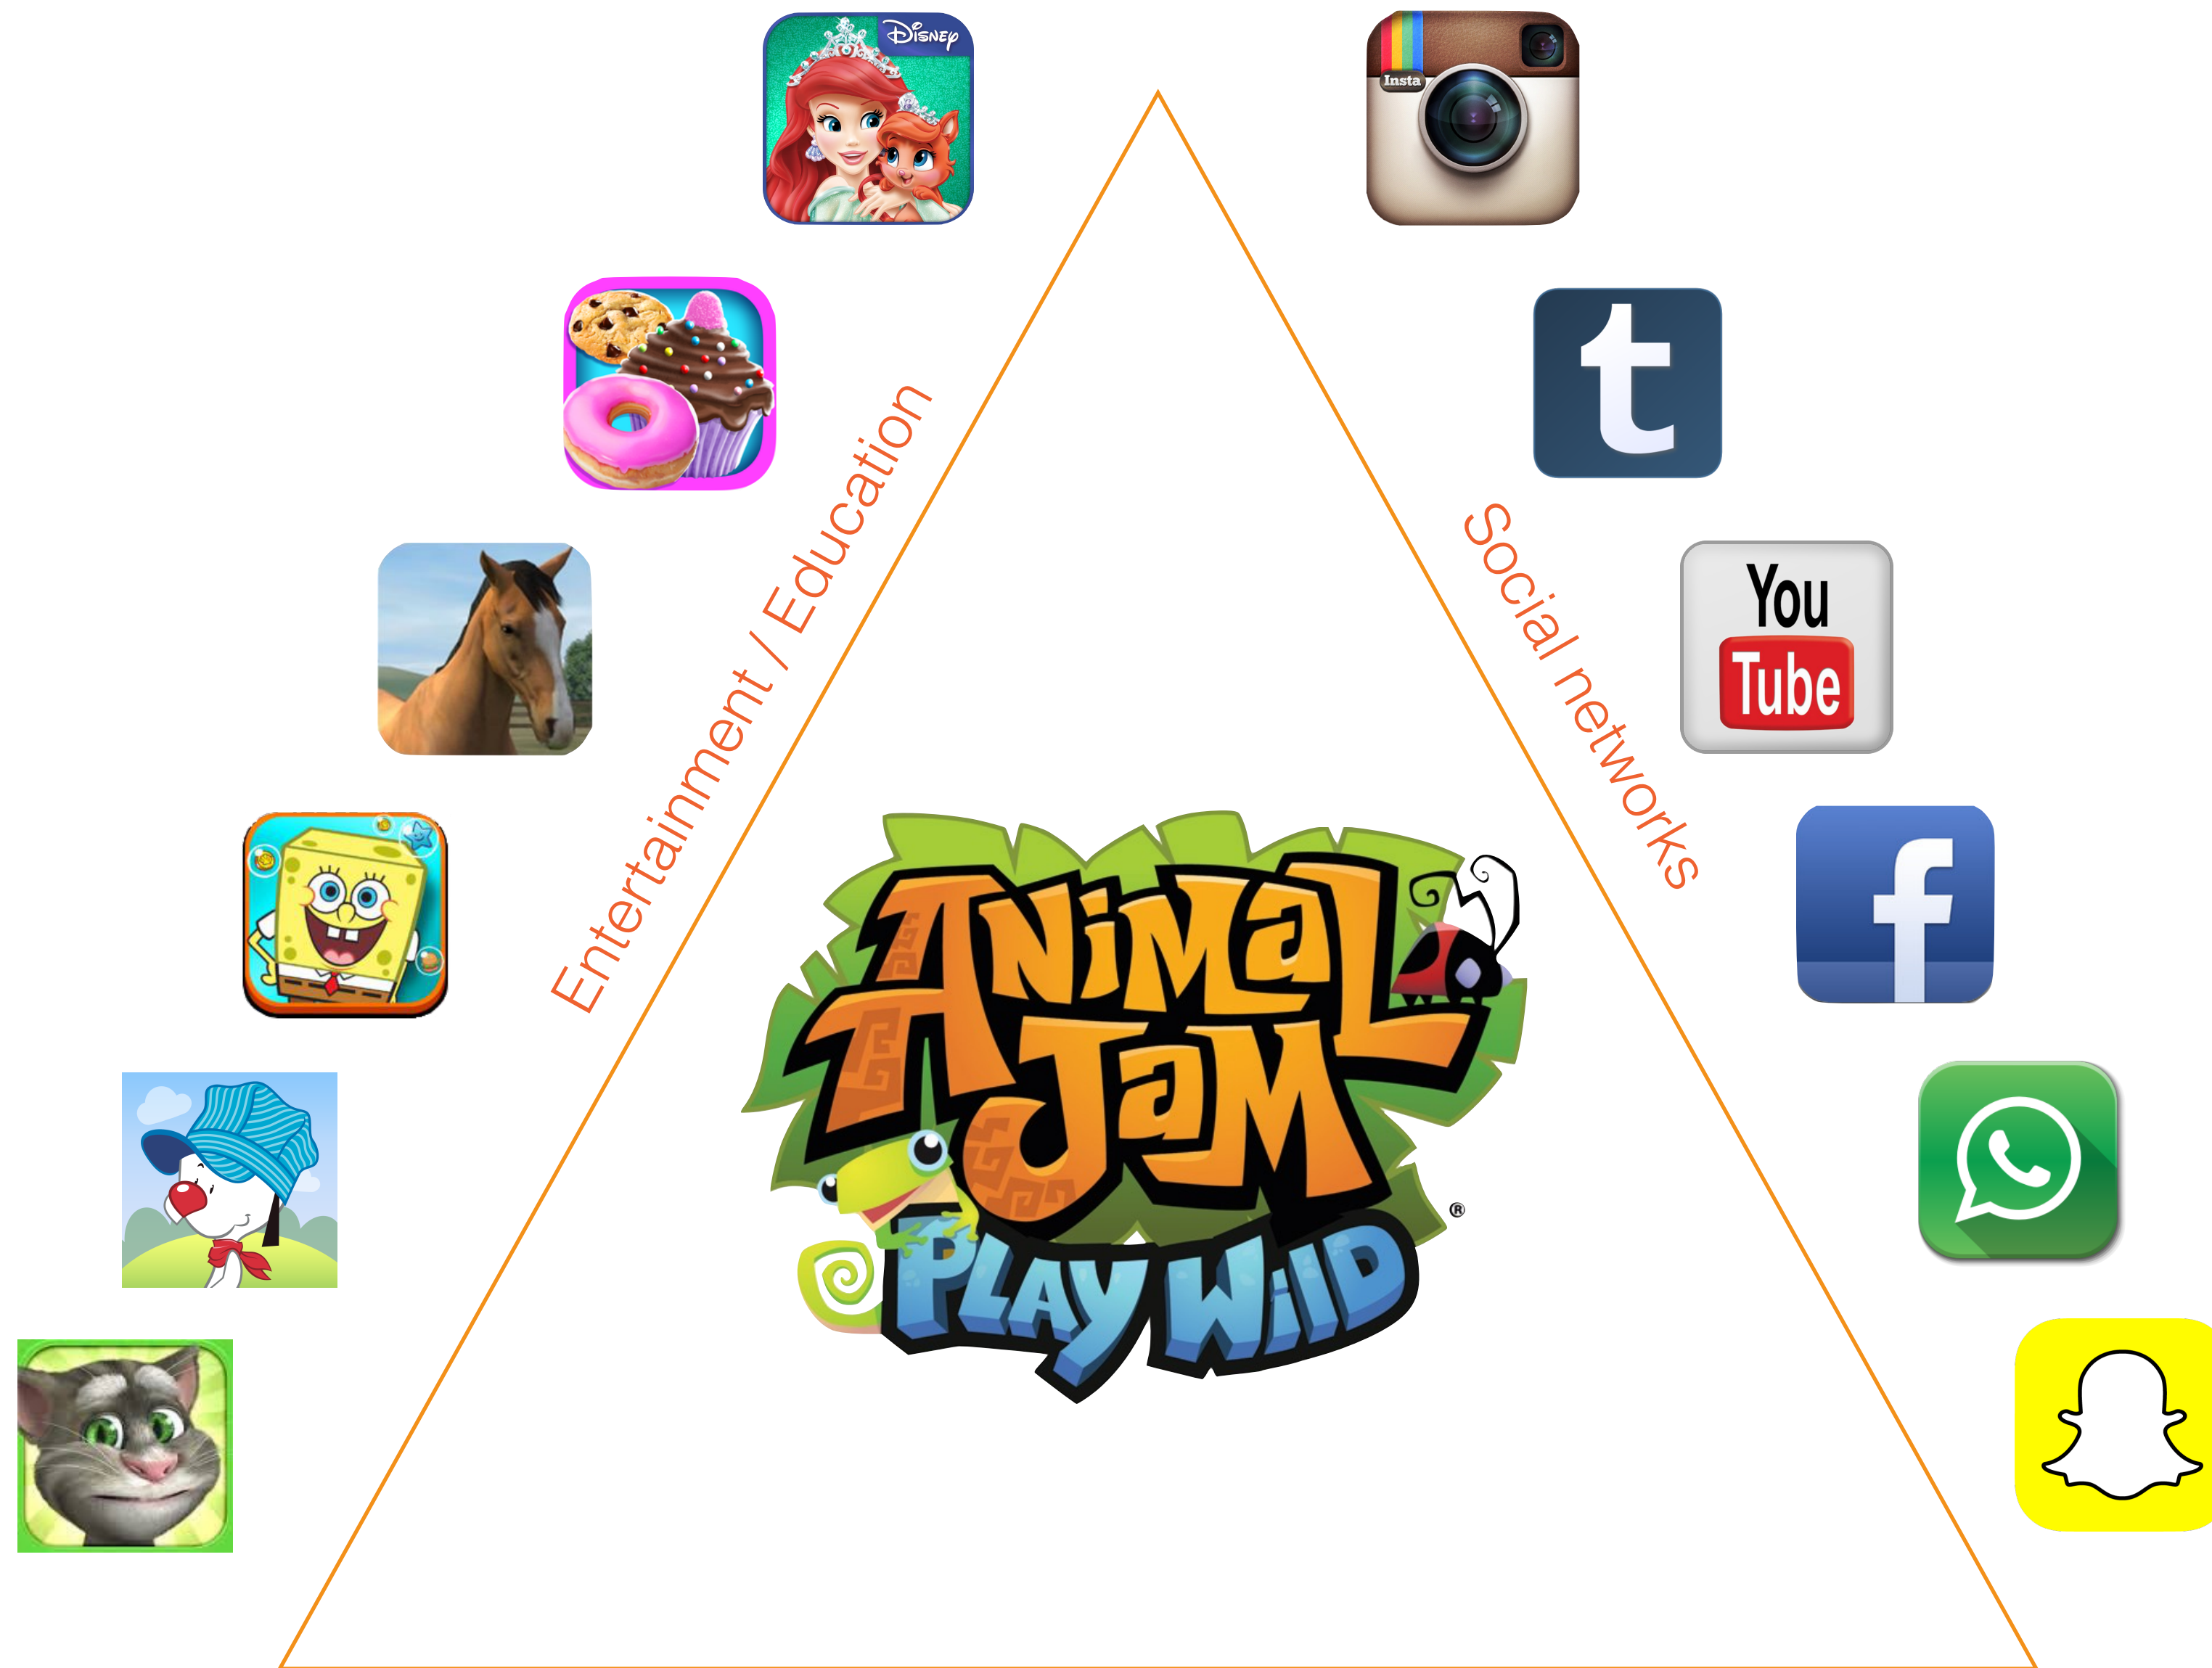 Disney
Insta
t
You
Tube
Entertainment / Education
Social networks
f
ANiMaL
JaM
®
PLAY WiLD